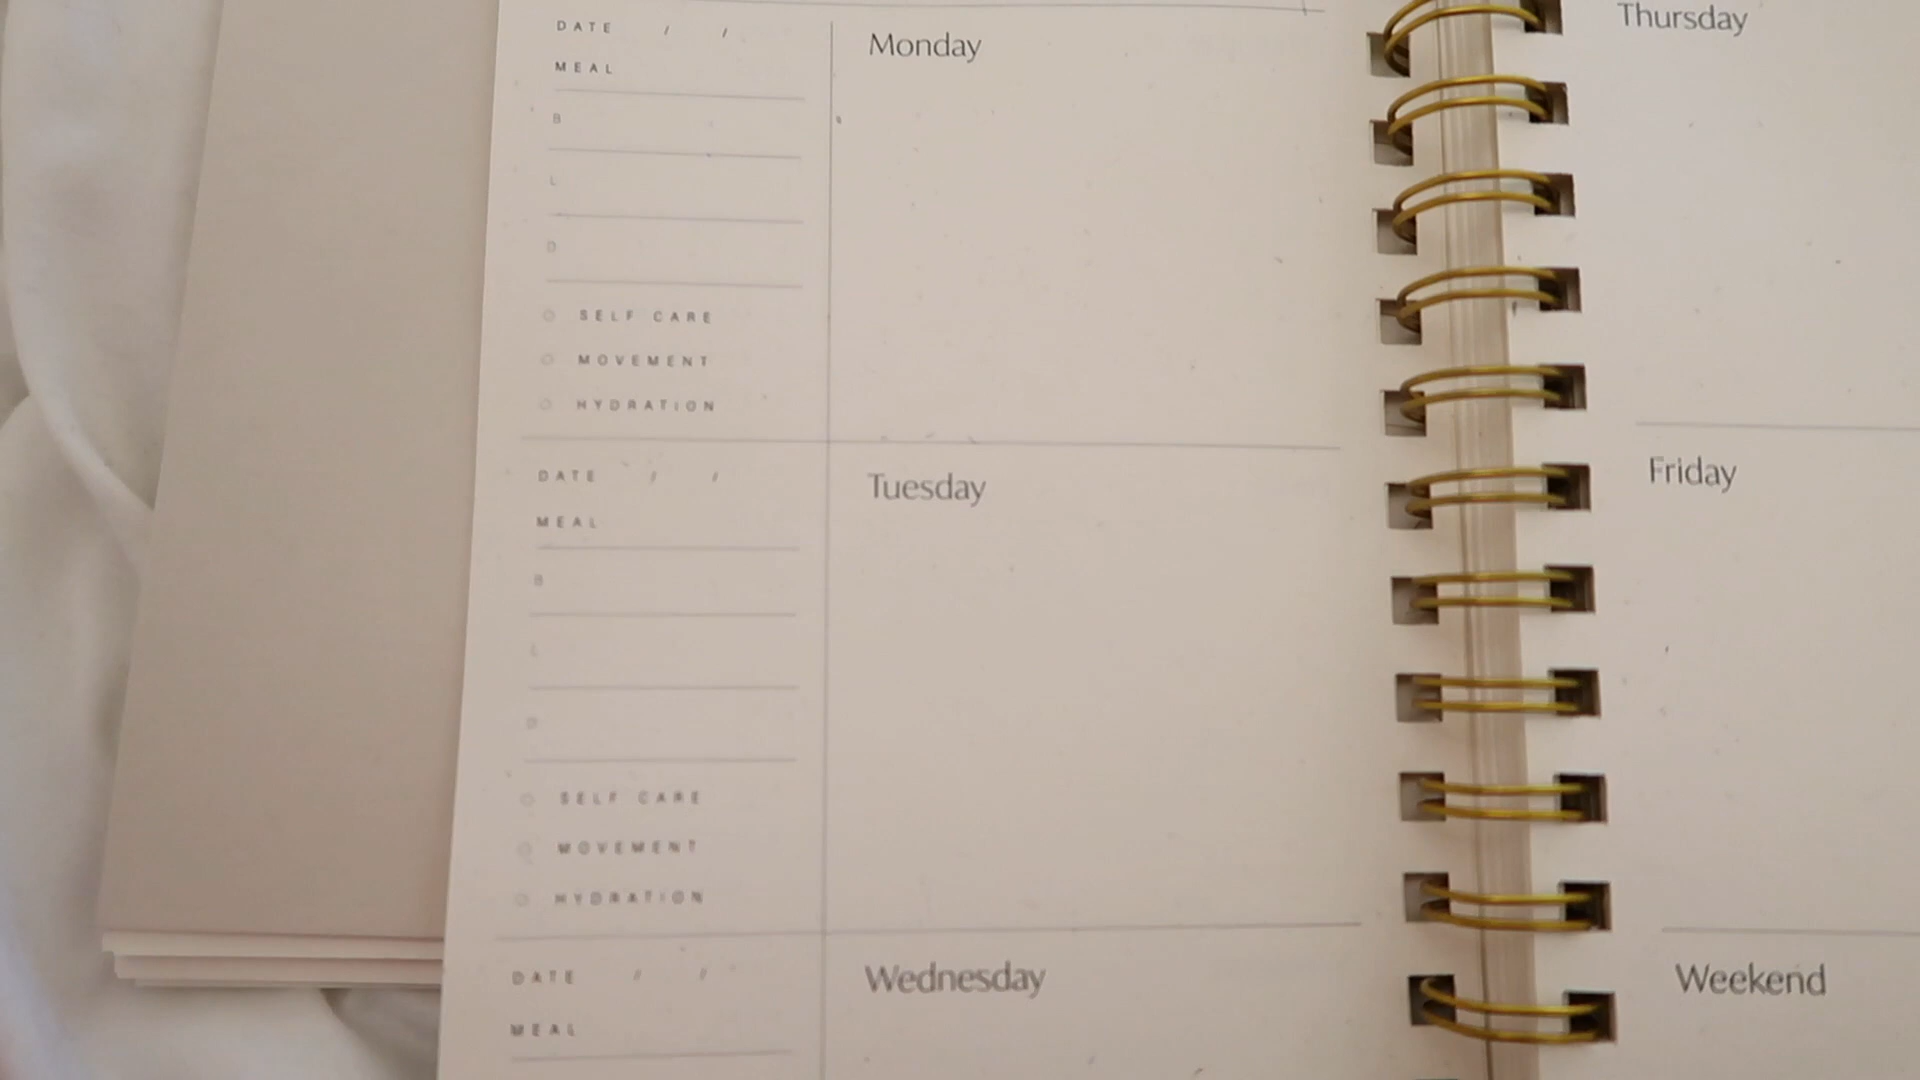 DATE / /
MEAL
B
L
D
SELF CARE
MOVEMENT
HYDRATION
Monday
DATE / /
MEAL
B
L
D
SELF CARE
MOVEMENT
HYDRATION
Tuesday
DATE / /
MEAL
Wednesday
Thursday
Friday
Weekend